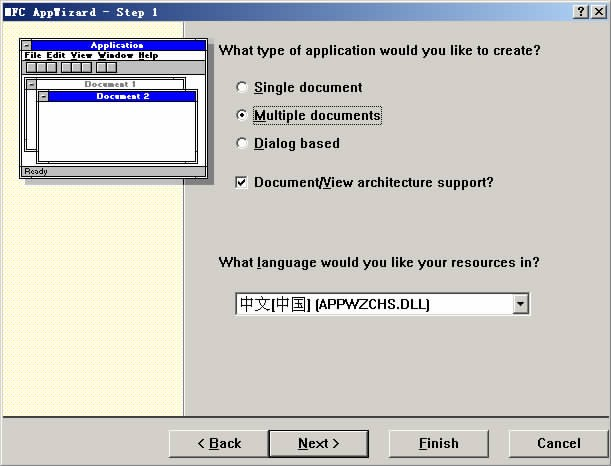 MFC AppWizard - Step 1
Application
File Edit View Window Help
Document 1
Document 2
Ready
What type of application would you like to create?
Single document
Multiple documents
Dialog based
Document/View architecture support?
What language would you like your resources in?
中文[中国] (APPWZCHS.DLL)
< Back
Next >
Finish
Cancel